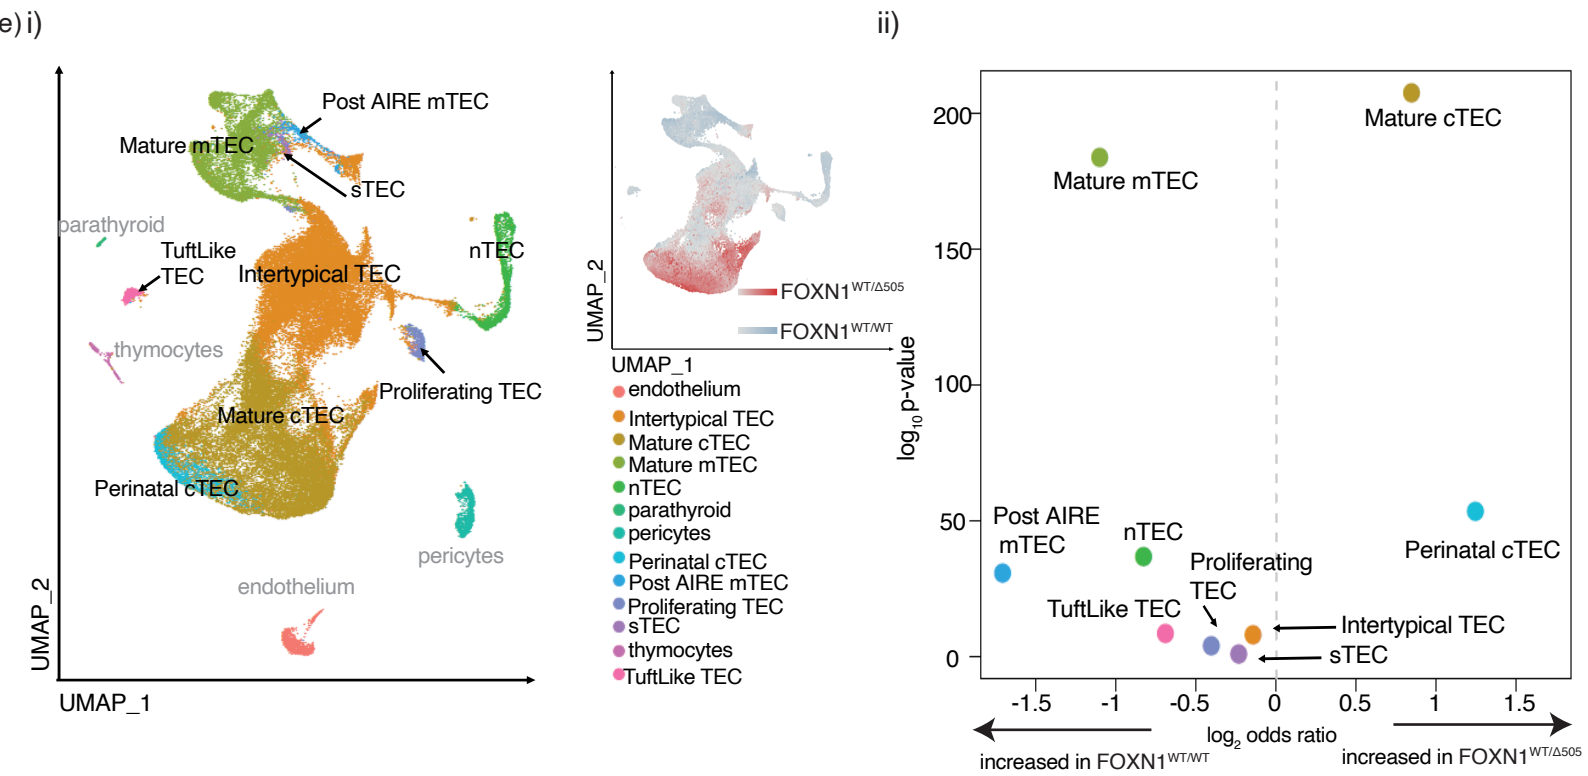 e) i)
ii)
Post AIRE mTEC
Mature mTEC
sTEC
parathyroid
TuftLike
TEC
nTEC
Intertypical TEC
thymocytes
Proliferating TEC
Mature cTEC
Perinatal cTEC
pericytes
endothelium
UMAP_2
UMAP_1
FOXN1WT/Δ505
FOXN1WT/WT
UMAP_2
UMAP_1
endothelium
Intertypical TEC
Mature cTEC
Mature mTEC
nTEC
parathyroid
pericytes
Perinatal cTEC
Post AIRE mTEC
Proliferating TEC
sTEC
thymocytes
TuftLike TEC
log10 p-value
200
150
100
50
0
Mature cTEC
Mature mTEC
Post AIRE
mTEC
nTEC
Perinatal cTEC
Proliferating
TEC
TuftLike TEC
Intertypical TEC
sTEC
-1.5 -1 -0.5 0 0.5 1 1.5
log2 odds ratio
increased in FOXN1WT/WT
increased in FOXN1WT/Δ505